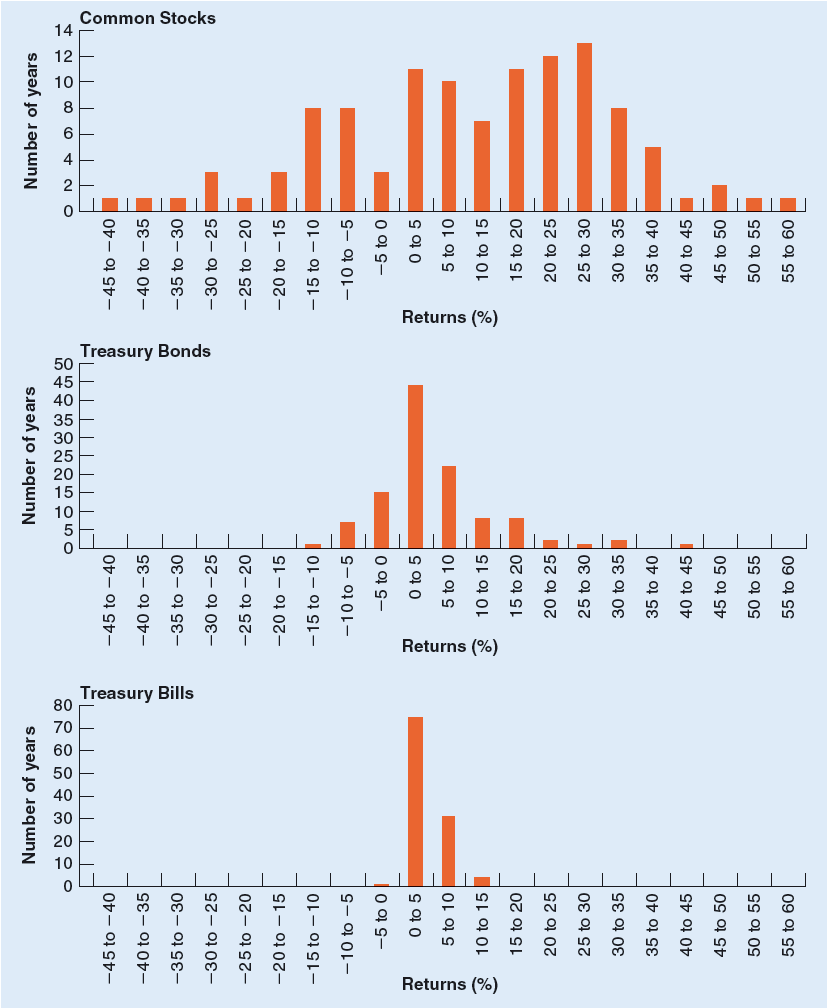 Common Stocks
Number of years
14
12
10
8
6
4
2
0
−45 to −40
−40 to −35
−35 to −30
−30 to −25
−25 to −20
−20 to −15
−15 to −10
−10 to −5
−5 to 0
0 to 5
5 to 10
10 to 15
15 to 20
20 to 25
25 to 30
30 to 35
35 to 40
40 to 45
45 to 50
50 to 55
55 to 60
Returns (%)
Treasury Bonds
Number of years
50
45
40
35
30
25
20
15
10
5
0
−45 to −40
−40 to −35
−35 to −30
−30 to −25
−25 to −20
−20 to −15
−15 to −10
−10 to −5
−5 to 0
0 to 5
5 to 10
10 to 15
15 to 20
20 to 25
25 to 30
30 to 35
35 to 40
40 to 45
45 to 50
50 to 55
55 to 60
Returns (%)
Treasury Bills
Number of years
80
70
60
50
40
30
20
10
0
−45 to −40
−40 to −35
−35 to −30
−30 to −25
−25 to −20
−20 to −15
−15 to −10
−10 to −5
−5 to 0
0 to 5
5 to 10
10 to 15
15 to 20
20 to 25
25 to 30
30 to 35
35 to 40
40 to 45
45 to 50
50 to 55
55 to 60
Returns (%)